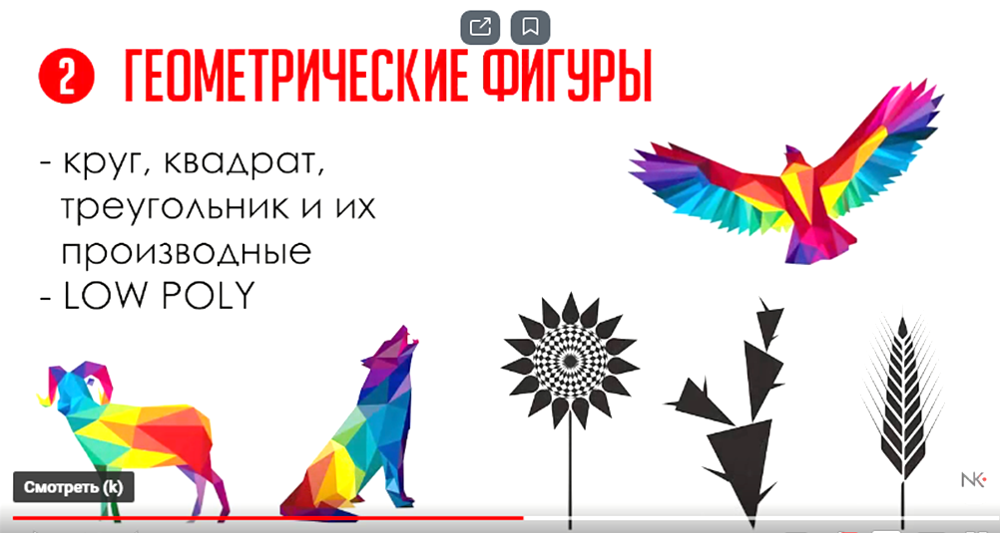 2 ГЕОМЕТРИЧЕСКИЕ ФИГУРЫ
- круг, квадрат,
треугольник и их
производные
- LOW POLY
Смотреть (k)
NK